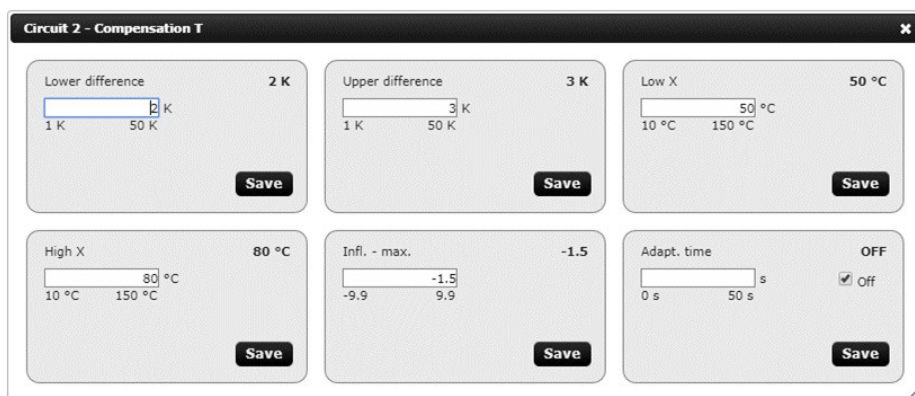 Circuit 2 - Compensation T
Lower difference 2 K
2 K
1 K 50 K
Save
Upper difference 3 K
3 K
1 K 50 K
Save
Low X 50 °C
50 °C
10 °C 150 °C
Save
High X 80 °C
80 °C
10 °C 150 °C
Save
Infl. - max. -1.5
-1.5
-9.9 9.9
Save
Adapt. time OFF
s Off
0 s 50 s
Save